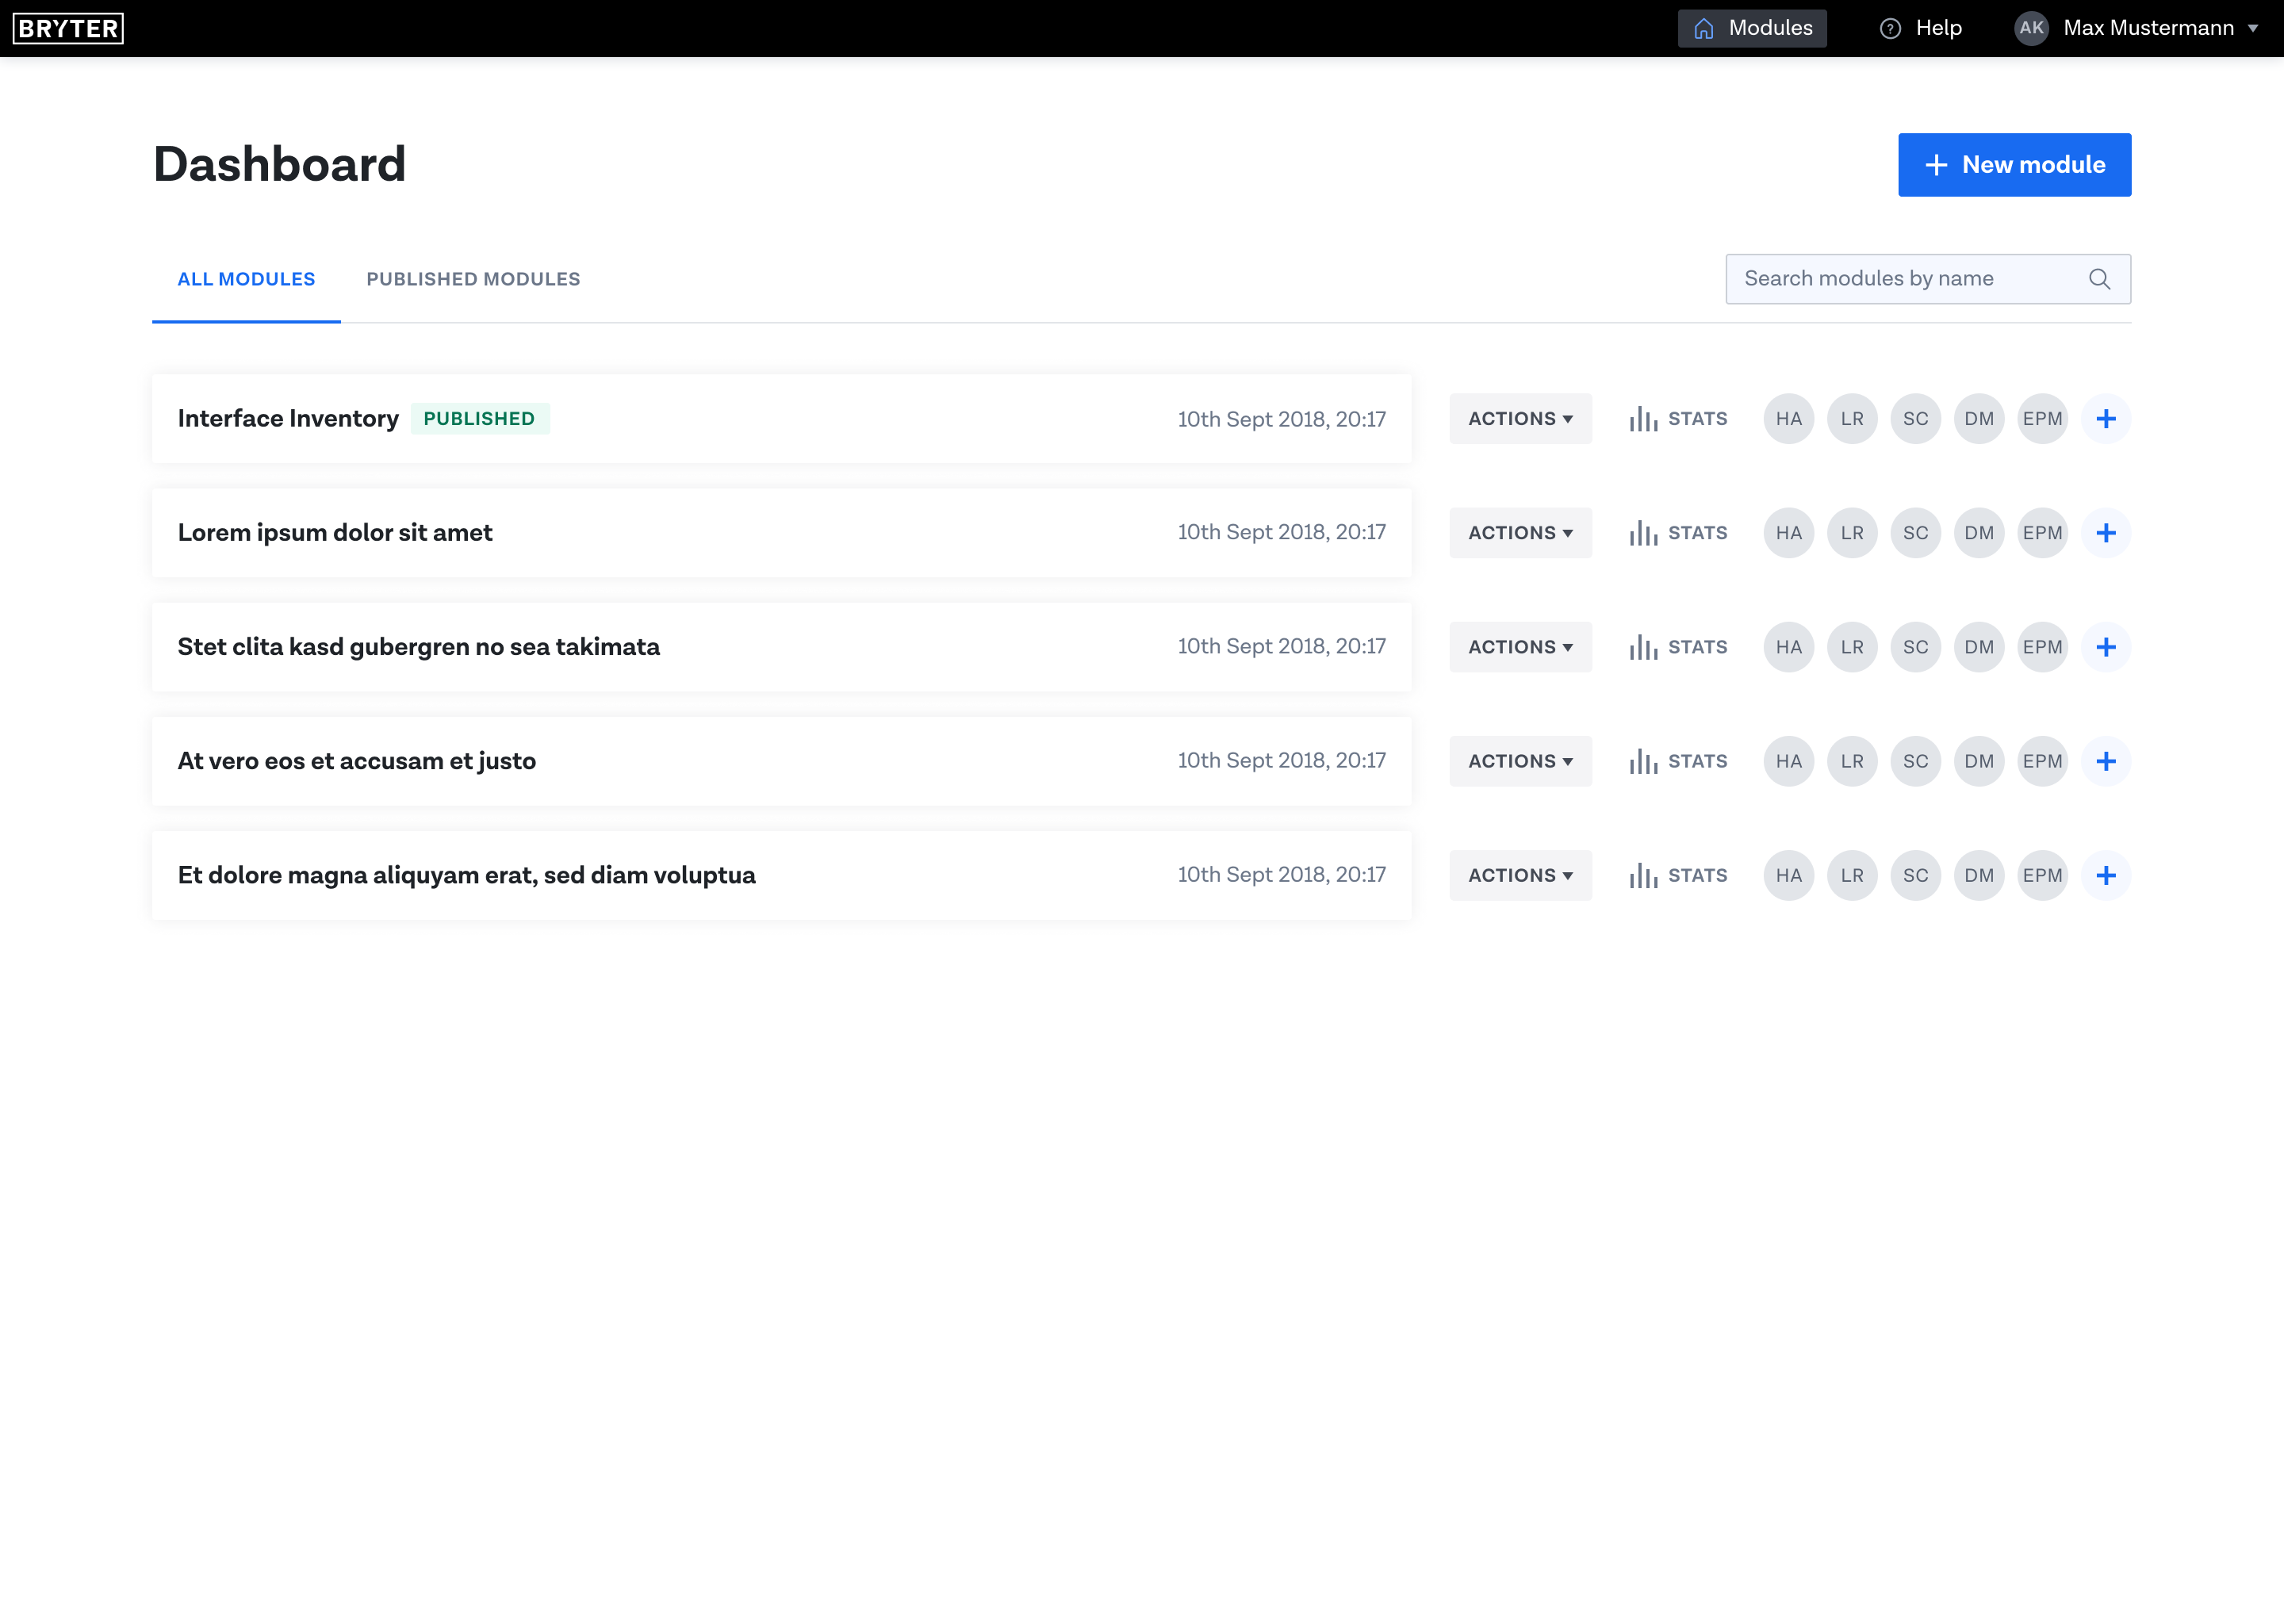 BRYTER Modules ? Help AK Max Mustermann
Dashboard
New module
ALL MODULES PUBLISHED MODULES Search modules by name
Interface Inventory PUBLISHED 10th Sept 2018, 20:17 ACTIONS STATS HA LR SC DM EPM
Lorem ipsum dolor sit amet 10th Sept 2018, 20:17 ACTIONS STATS HA LR SC DM EPM
Stet clita kasd gubergren no sea takimata 10th Sept 2018, 20:17 ACTIONS STATS HA LR SC DM EPM
At vero eos et accusam et justo 10th Sept 2018, 20:17 ACTIONS STATS HA LR SC DM EPM
Et dolore magna aliquyam erat, sed diam voluptua 10th Sept 2018, 20:17 ACTIONS STATS HA LR SC DM EPM